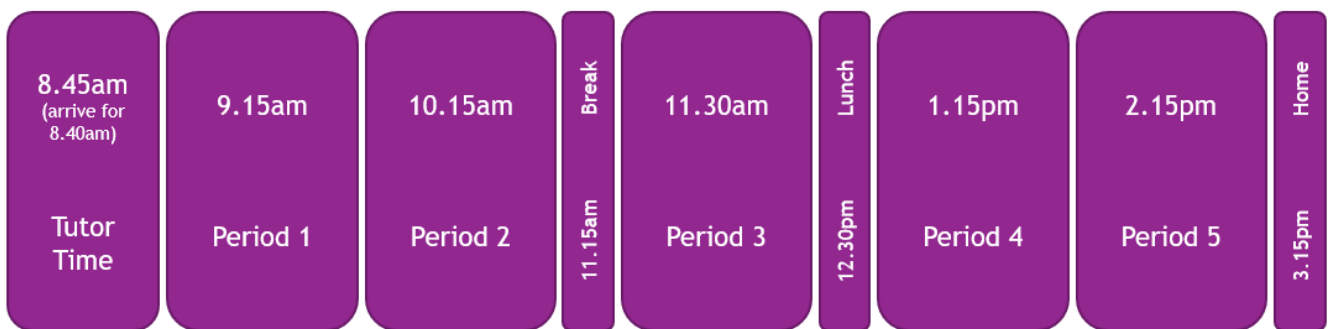 8.45am
(arrive for
8.40am)
Tutor
Time
9.15am
Period 1
10.15am
Period 2
Break
11.15am
11.30am
Period 3
Lunch
12.30pm
1.15pm
Period 4
2.15pm
Period 5
Home
3.15pm